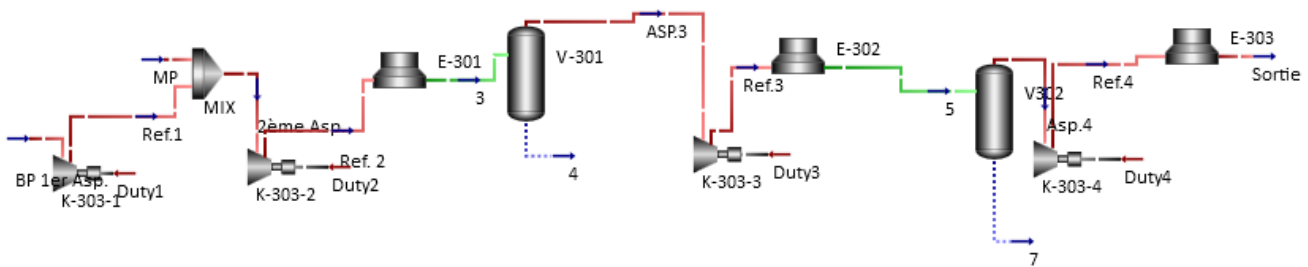 MP
MIX
Ref.1
BP 1er Asp.
K-303-1
Duty1
2ème Asp.
Ref. 2
K-303-2
Duty2
E-301
3
V-301
4
ASP.3
K-303-3
Duty3
Ref.3
E-302
5
V302
7
Asp.4
K-303-4
Duty4
Ref.4
E-303
Sortie